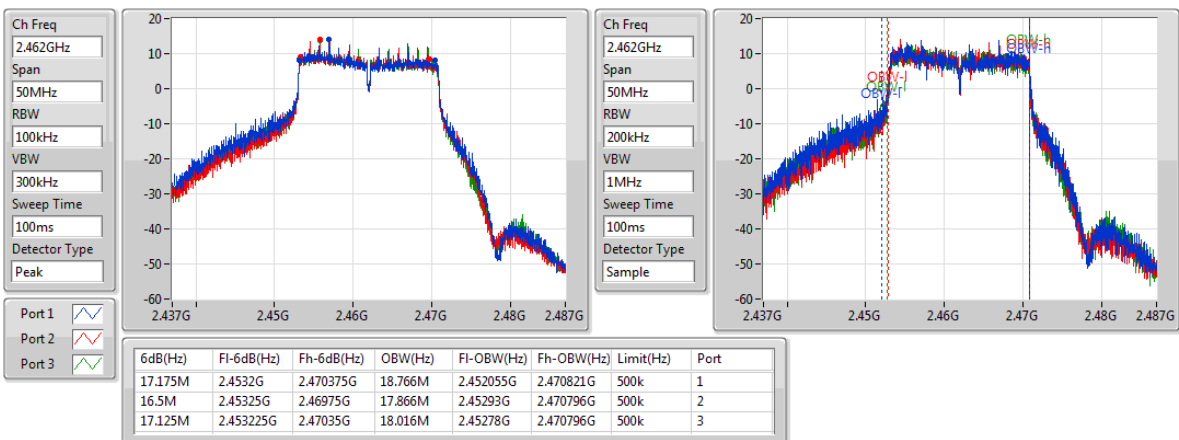 Ch Freq
2.462GHz
Span
50MHz
RBW
100kHz
VBW
300kHz
Sweep Time
100ms
Detector Type
Peak
Port 1
Port 2
Port 3
20
10
0
-10
-20
-30
-40
-50
-60
2.437G 2.45G 2.46G 2.47G 2.48G 2.487G
Ch Freq
2.462GHz
Span
50MHz
RBW
200kHz
VBW
1MHz
Sweep Time
100ms
Detector Type
Sample
20
10
0
-10
-20
-30
-40
-50
-60
OBW-l
OBW-l
OBW-l
OBW-h
OBW-h
OBW-h
2.437G 2.45G 2.46G 2.47G 2.48G 2.487G
6dB(Hz) Fl-6dB(Hz) Fh-6dB(Hz) OBW(Hz) Fl-OBW(Hz) Fh-OBW(Hz) Limit(Hz) Port
17.175M 2.4532G 2.470375G 18.766M 2.452055G 2.470821G 500k 1
16.5M 2.45325G 2.46975G 17.866M 2.45293G 2.470796G 500k 2
17.125M 2.453225G 2.47035G 18.016M 2.45278G 2.470796G 500k 3